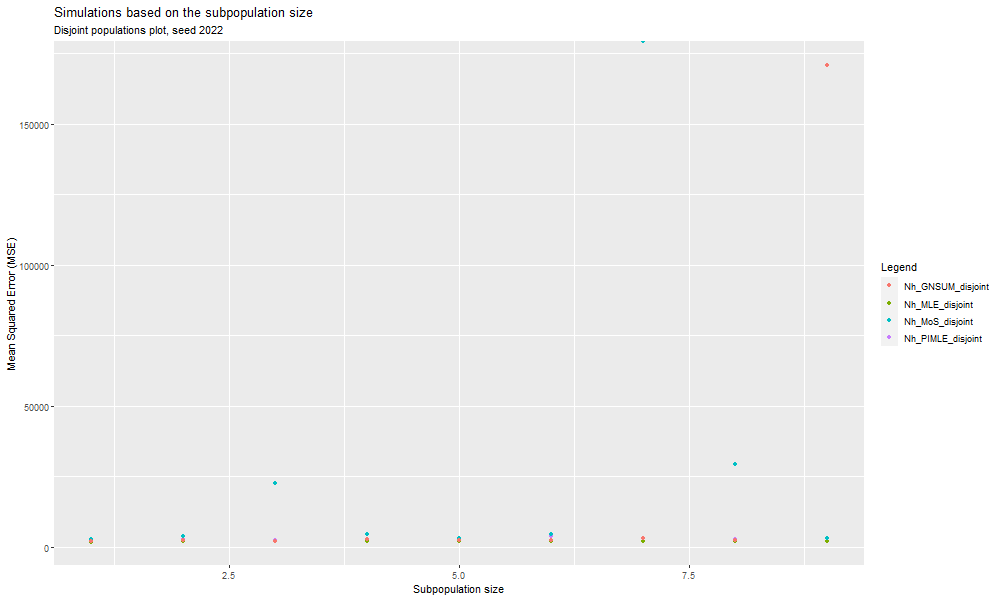 Simulations based on the subpopulation size
Disjoint populations plot, seed 2022
150000
100000
50000
0
Mean Squared Error (MSE)
2.5
5.0
7.5
Subpopulation size
Legend
Nh_GNSUM_disjoint
Nh_MLE_disjoint
Nh_MoS_disjoint
Nh_PIMLE_disjoint